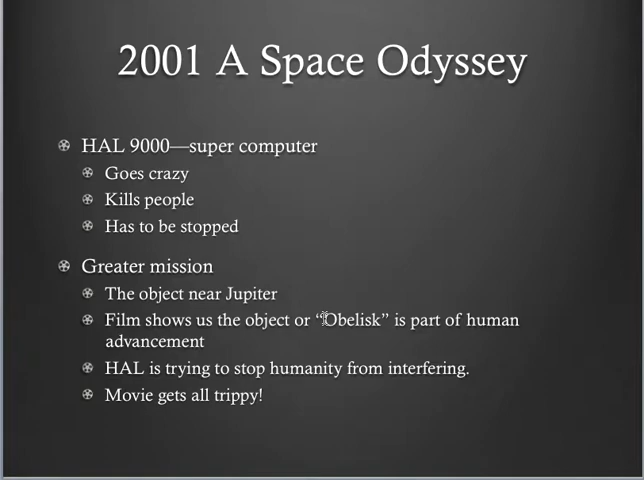 2001 A Space Odyssey
HAL 9000—super computer
Goes crazy
Kills people
Has to be stopped
Greater mission
The object near Jupiter
Film shows us the object or “Obelisk” is part of human
advancement
HAL is trying to stop humanity from interfering.
Movie gets all trippy!